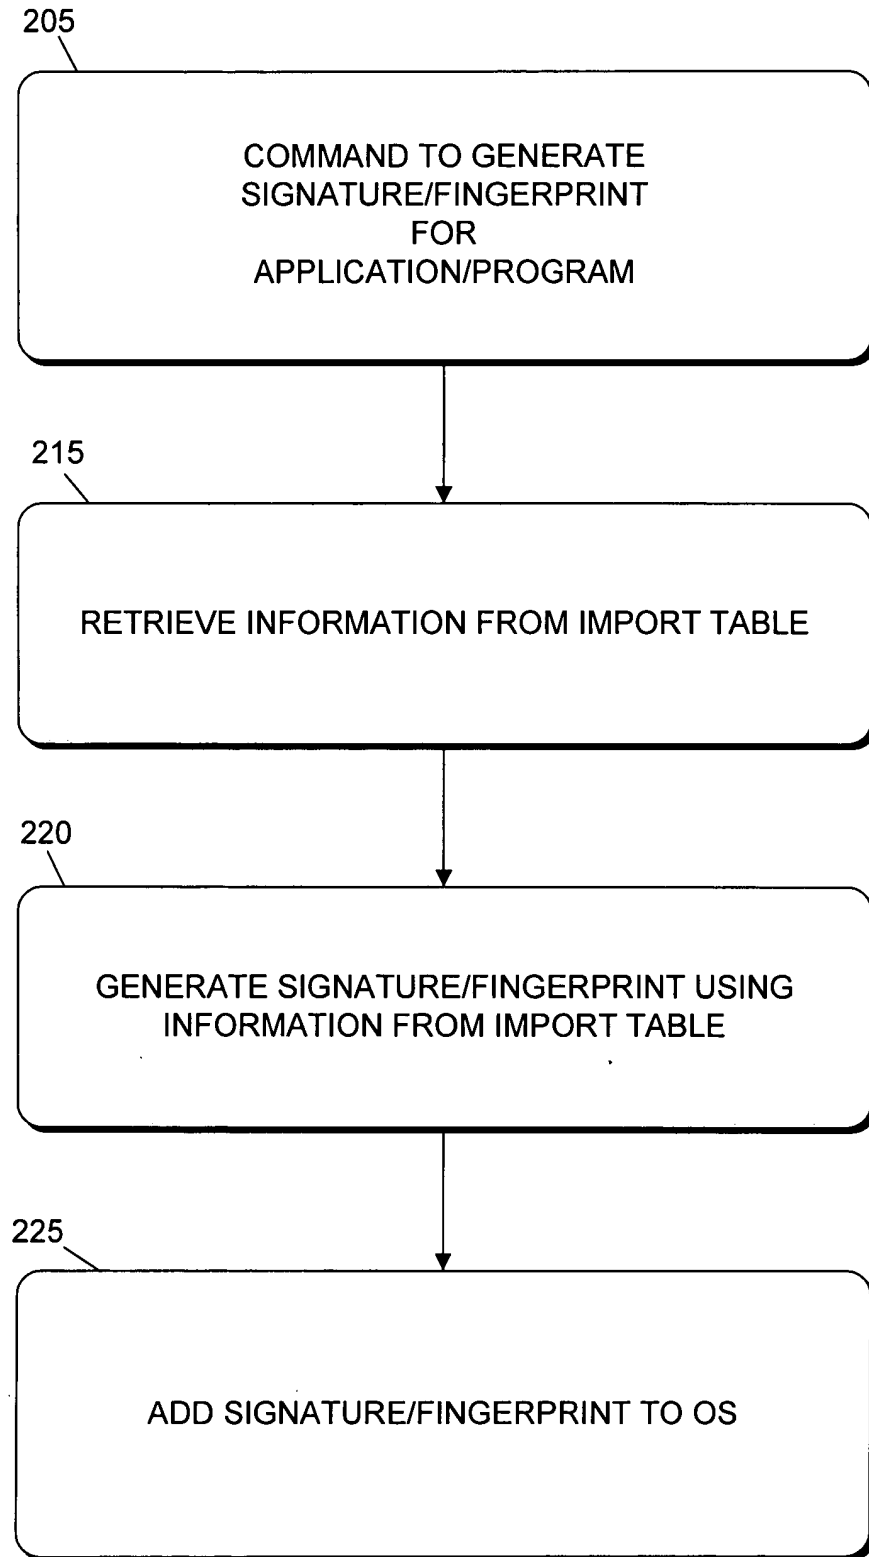 205
COMMAND TO GENERATE
SIGNATURE/FINGERPRINT
FOR
APPLICATION/PROGRAM
215
RETRIEVE INFORMATION FROM IMPORT TABLE
220
GENERATE SIGNATURE/FINGERPRINT USING
INFORMATION FROM IMPORT TABLE
225
ADD SIGNATURE/FINGERPRINT TO OS